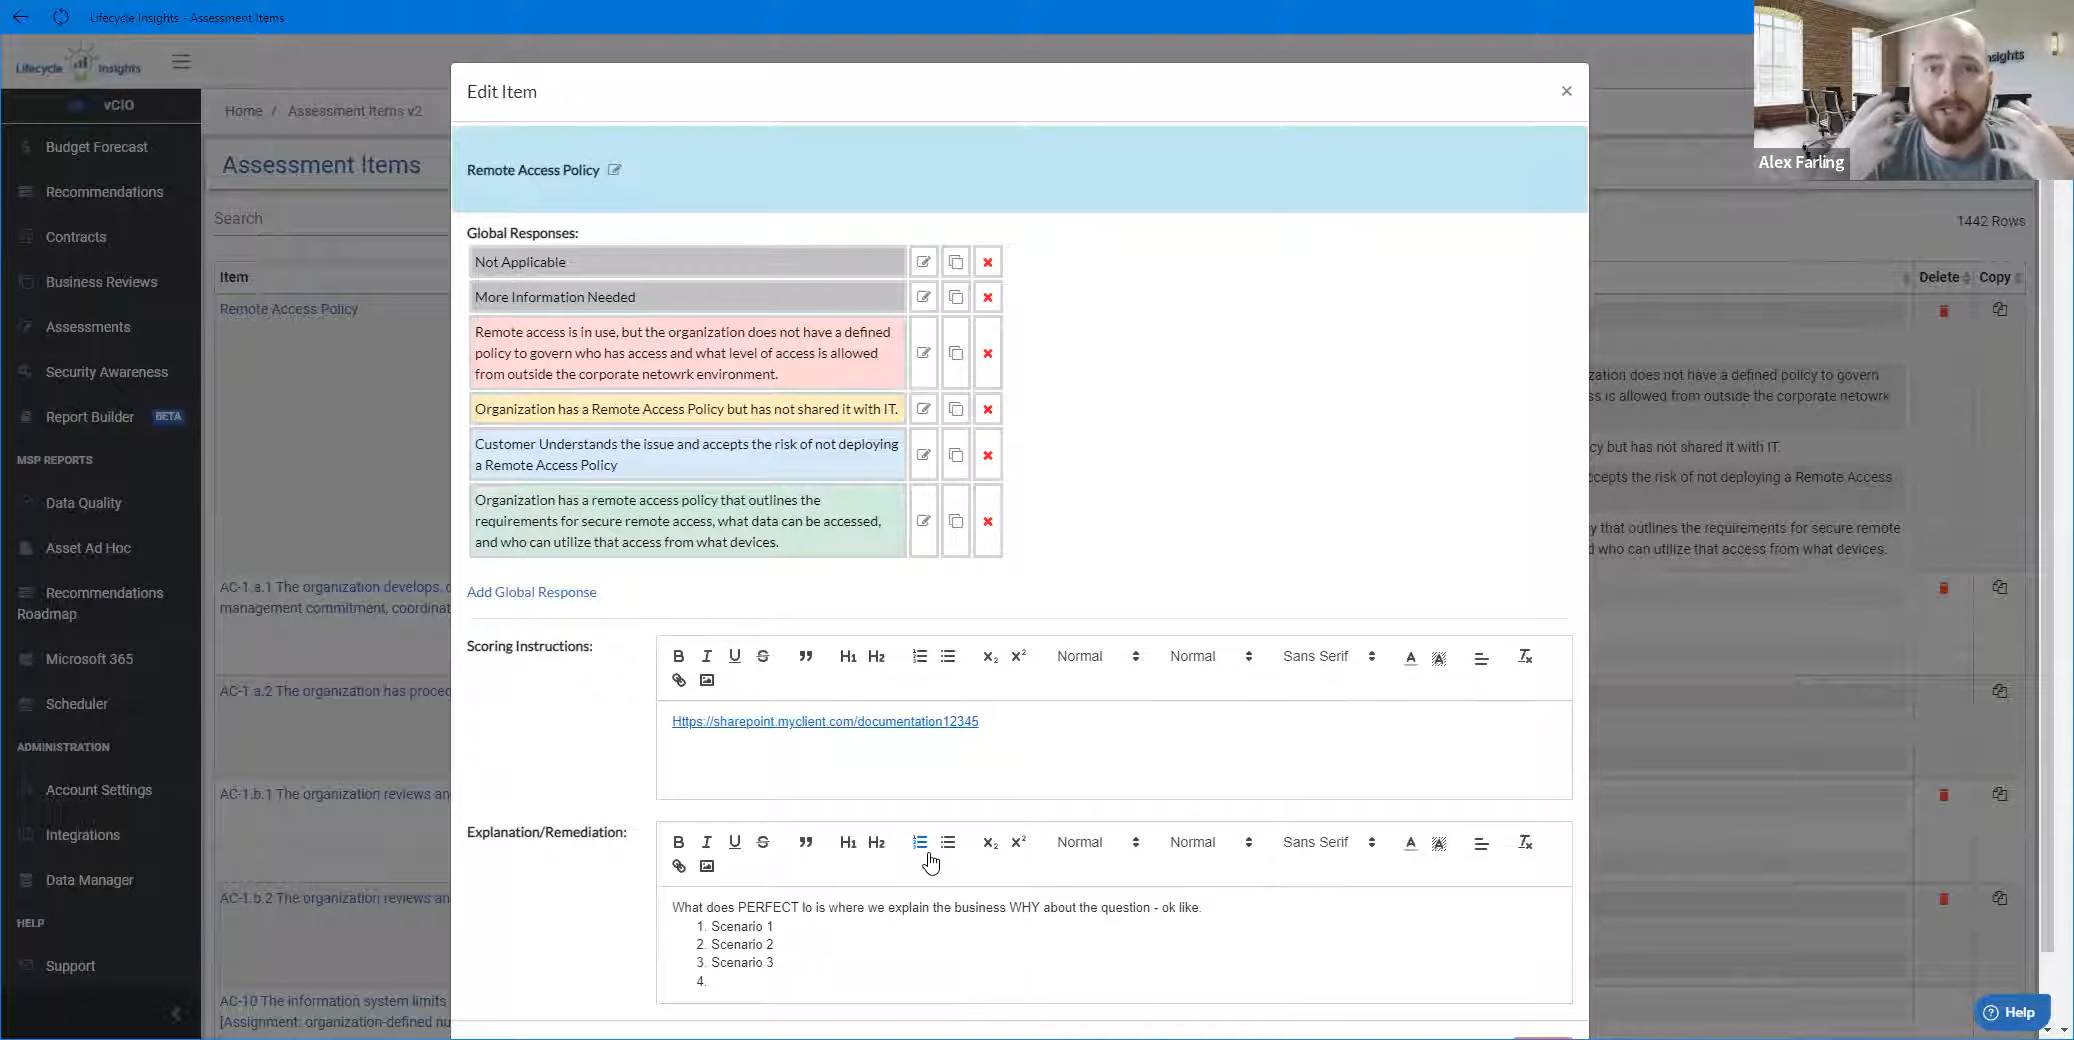 Lifecycle Insights - Assessment Items
Lifecycle Insights
nsights
Alex Farling
vCIO
Budget Forecast
Recommendations
Contracts
Business Reviews
Assessments
Security Awareness
Report Builder BETA
MSP REPORTS
Data Quality
Asset Ad Hoc
Recommendations
Roadmap
Microsoft 365
Scheduler
ADMINISTRATION
Account Settings
Integrations
Data Manager
HELP
Support
Home / Assessment Items v2
Assessment Items
Search
1442 Rows
Item
Delete Copy
Remote Access Policy
AC-1.a.1 The organization develops,
management commitment, coordinat
AC-1.a.2 The organization has proced
AC-1.b.1 The organization reviews an
AC-1.b.2 The organization reviews an
AC-10 The information system limits
[Assignment: organization-defined nu
Edit Item
×
Remote Access Policy
Global Responses:
Not Applicable
More Information Needed
Remote access is in use, but the organization does not have a defined
policy to govern who has access and what level of access is allowed
from outside the corporate netowrk environment.
Organization has a Remote Access Policy but has not shared it with IT.
Customer Understands the issue and accepts the risk of not deploying
a Remote Access Policy
Organization has a remote access policy that outlines the
requirements for secure remote access, what data can be accessed,
and who can utilize that access from what devices.
Add Global Response
Scoring Instructions:
B I U S H1 H2 X2 X2 Normal Normal Sans Serif A A Tx
Https://sharepoint.myclient.com/documentation12345
Explanation/Remediation:
B I U S H1 H2 X2 X2 Normal Normal Sans Serif A A Tx
What does PERFECT lo is where we explain the business WHY about the question - ok like.
1. Scenario 1
2. Scenario 2
3. Scenario 3
4.
zation does not have a defined policy to govern
ss is allowed from outside the corporate netowrk
cy but has not shared it with IT.
ccepts the risk of not deploying a Remote Access
y that outlines the requirements for secure remote
d who can utilize that access from what devices.
Help